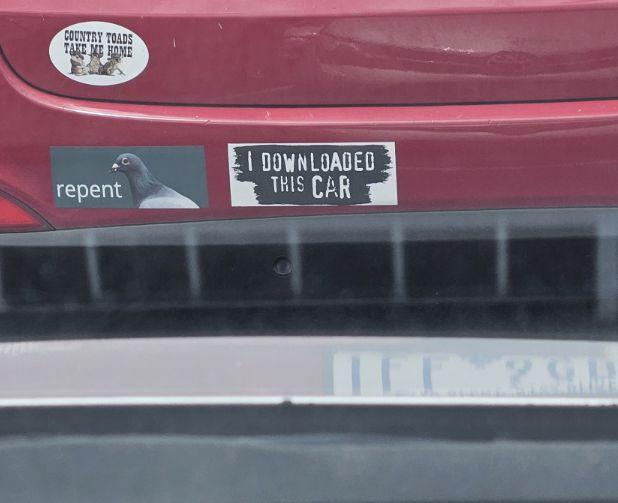 COUNTRY TOADS
TAKE ME HOME
repent
I DOWNLOADED
THIS CAR